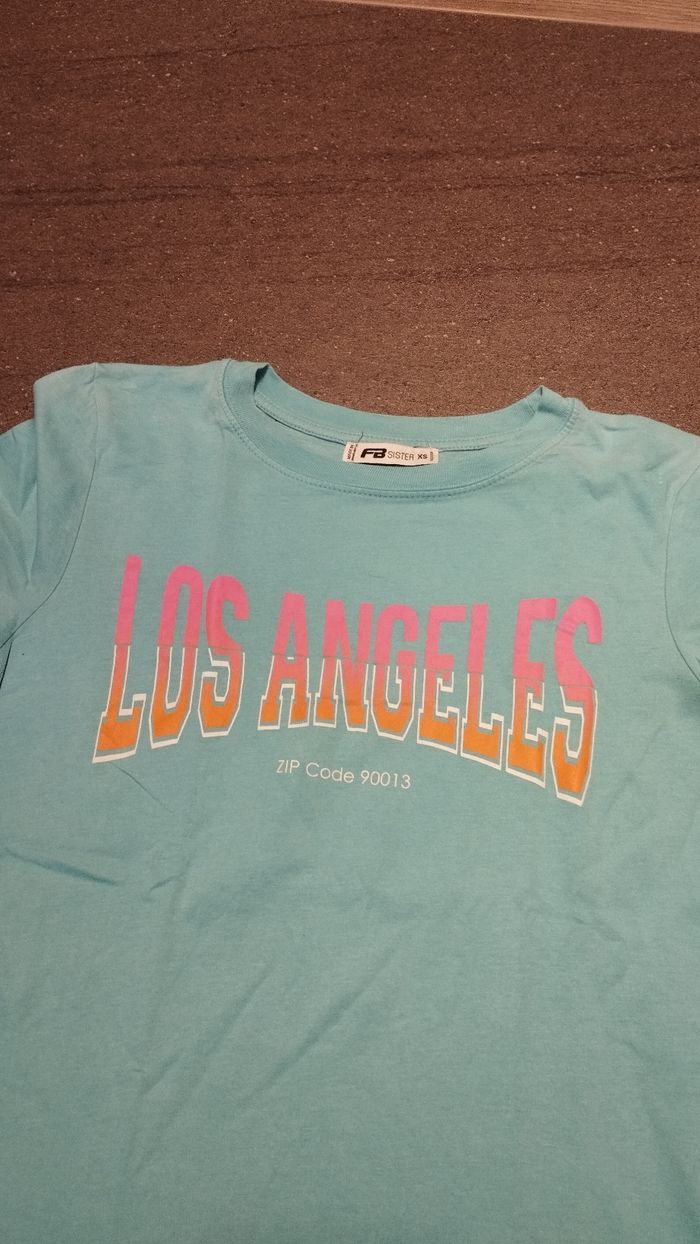 FB SISTER XS
LOS ANGELES
ZIP Code 90013